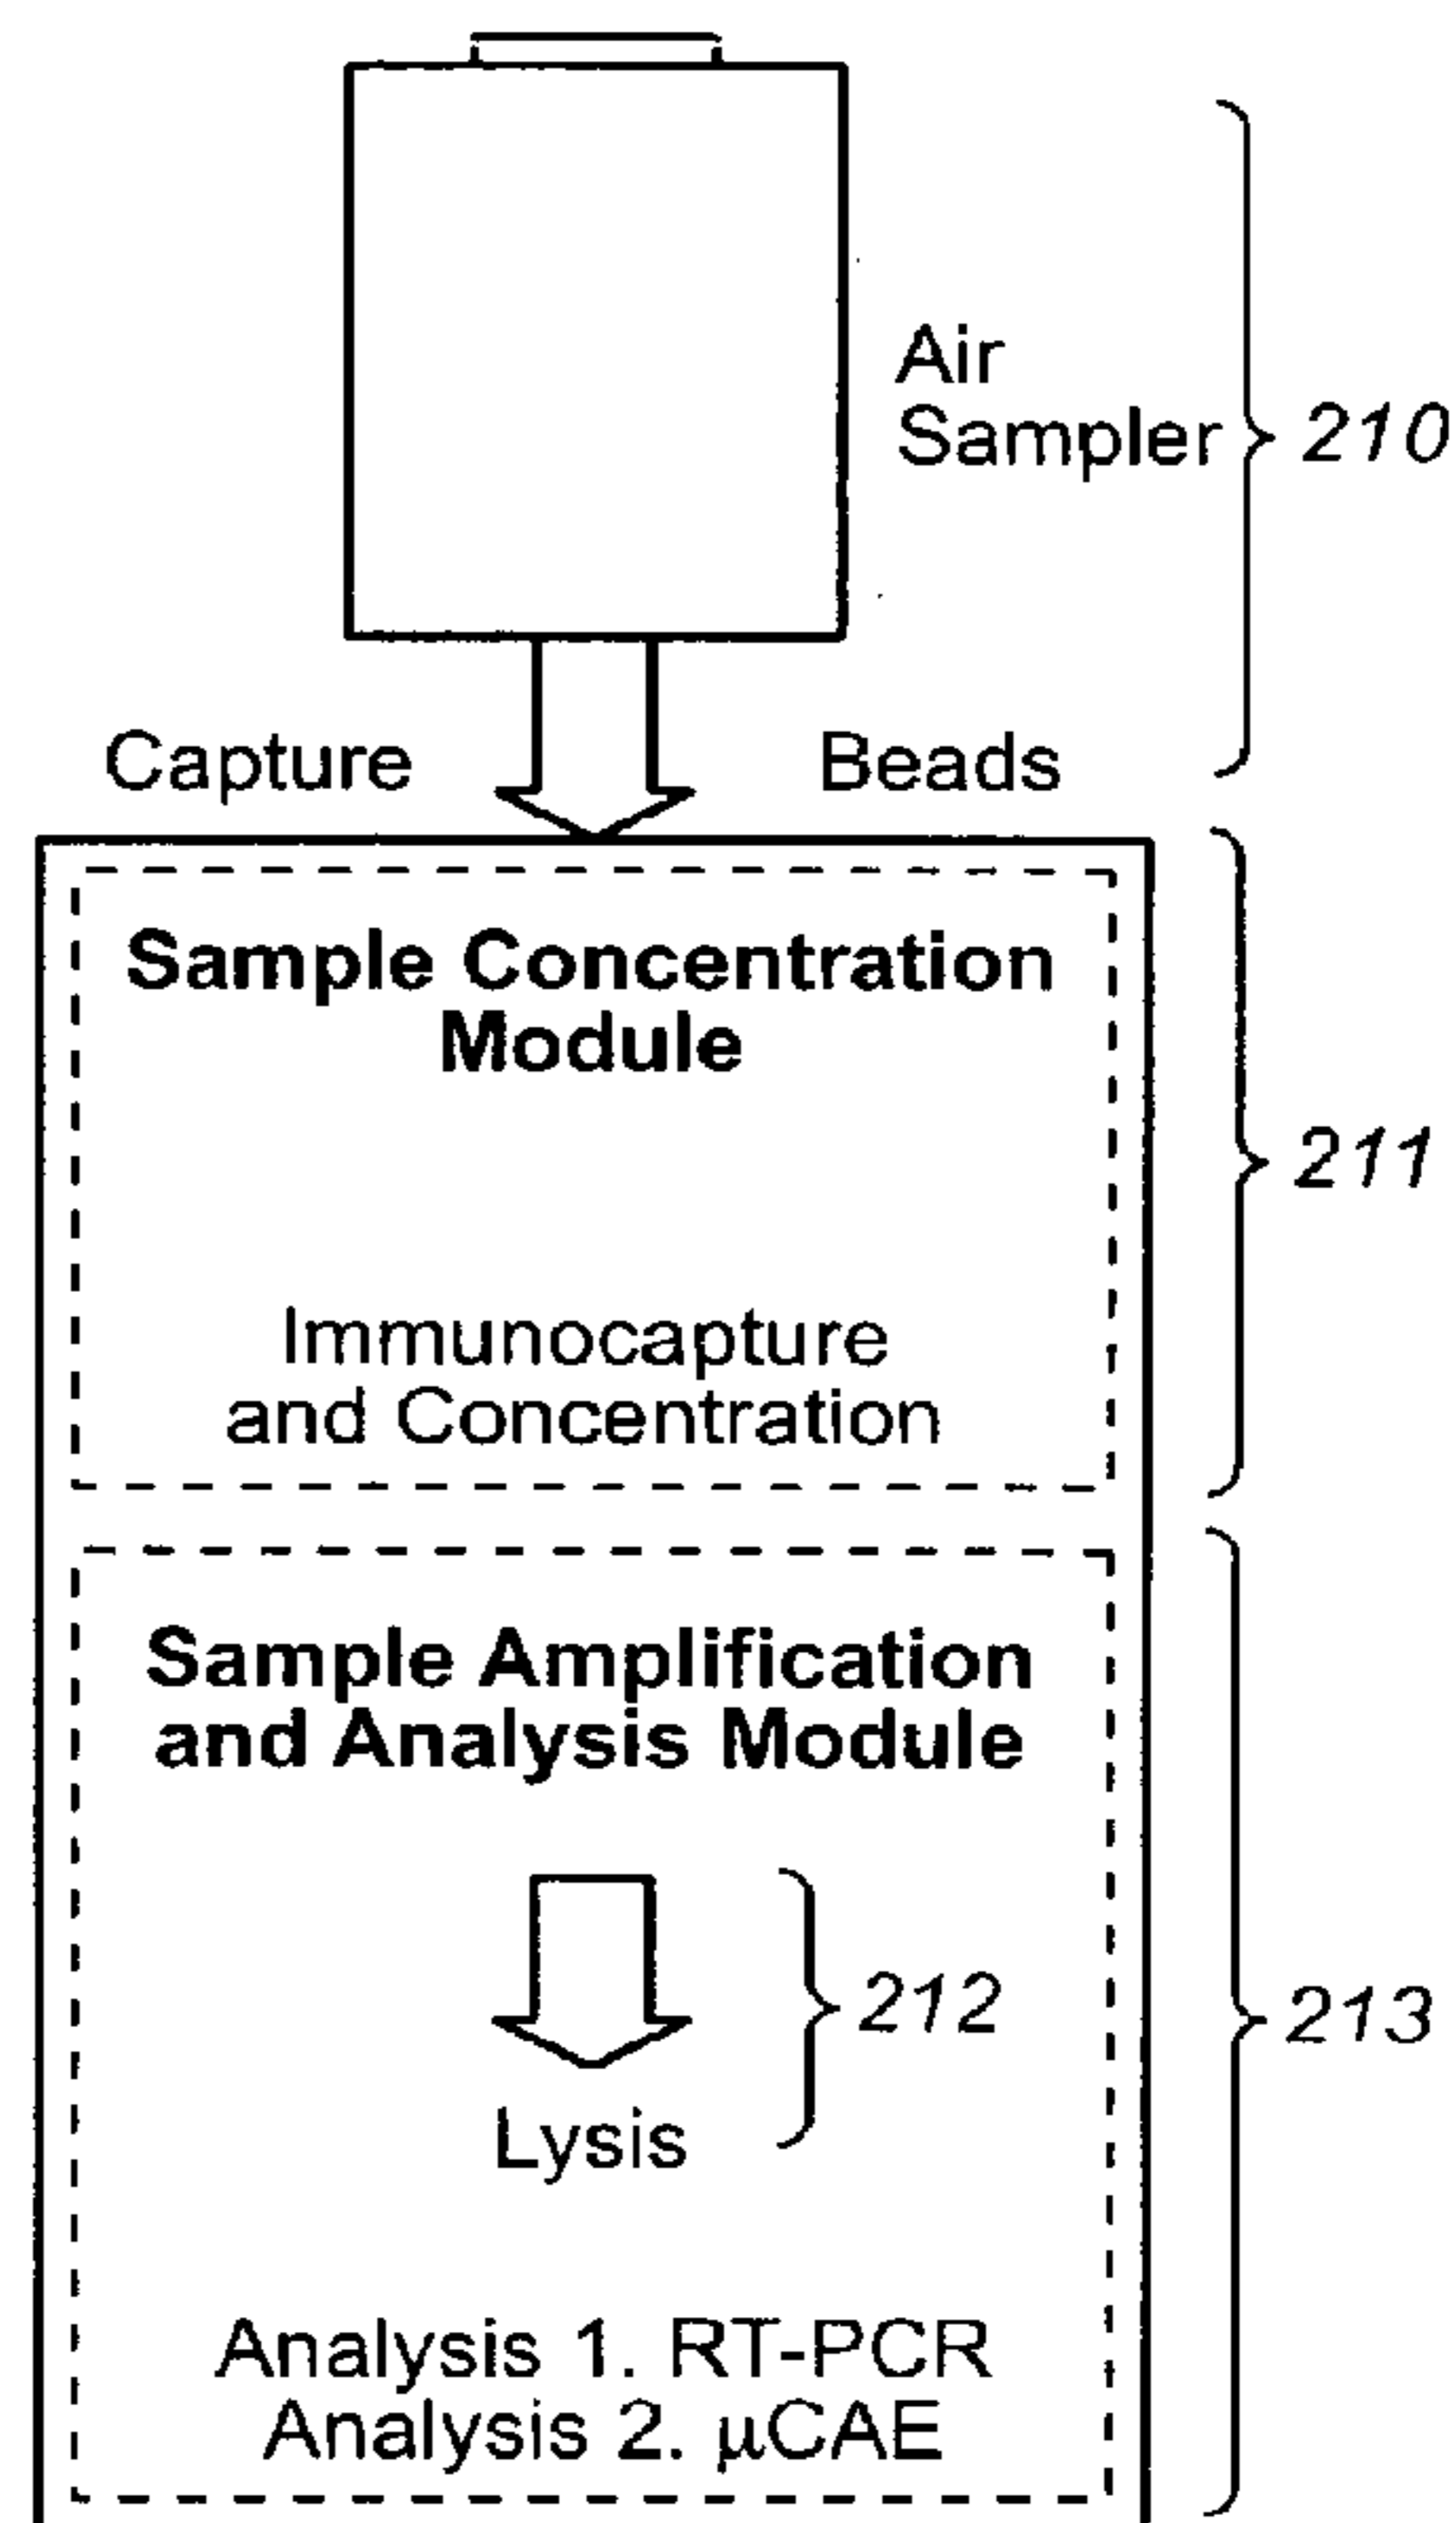 Air
Sampler
210
Capture Beads
Sample Concentration
Module
211
Immunocapture
and Concentration
Sample Amplification
and Analysis Module
212
213
Lysis
Analysis 1. RT-PCR
Analysis 2. µCAE